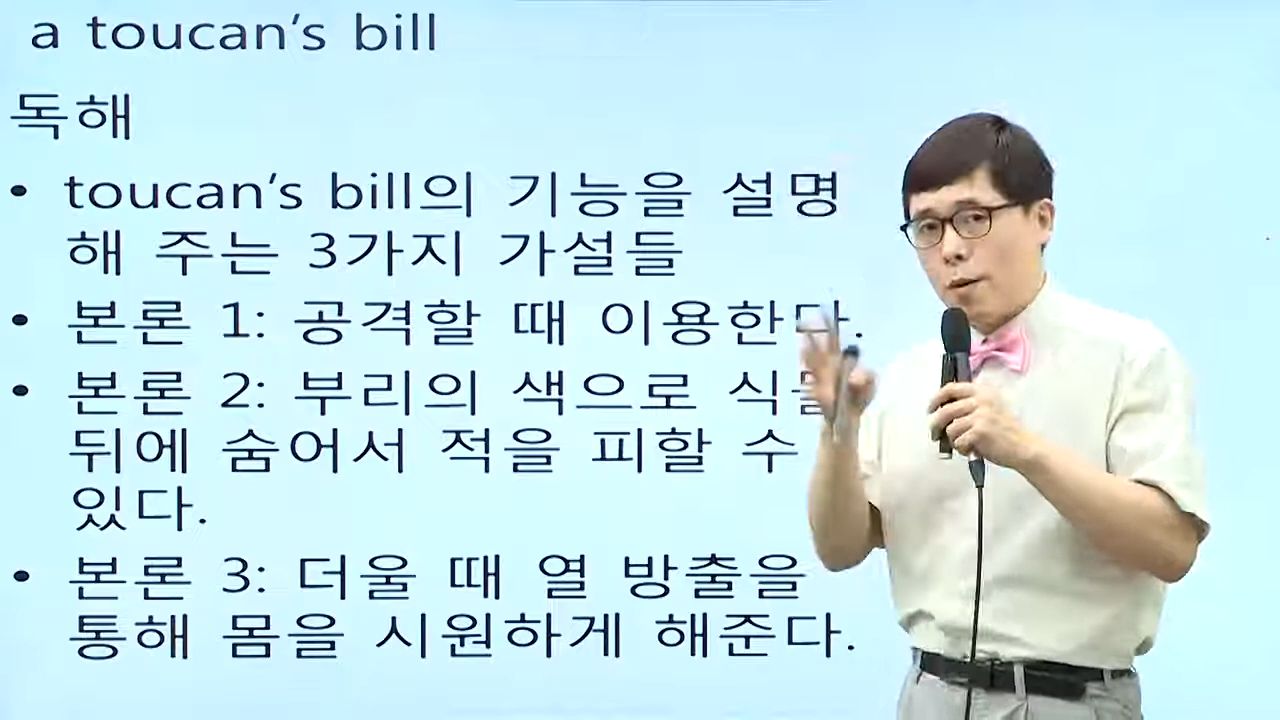 a toucan's bill
독해
• toucan's bill의 기능을 설명
해 주는 3가지 가설들
• 본론 1: 공격할 때 이용한다.
• 본론 2: 부리의 색으로
뒤에 숨어서 적을 피할 수
있다.
• 본론 3: 더울 때 열 방출을
통해 몸을 시원하게 해준다.